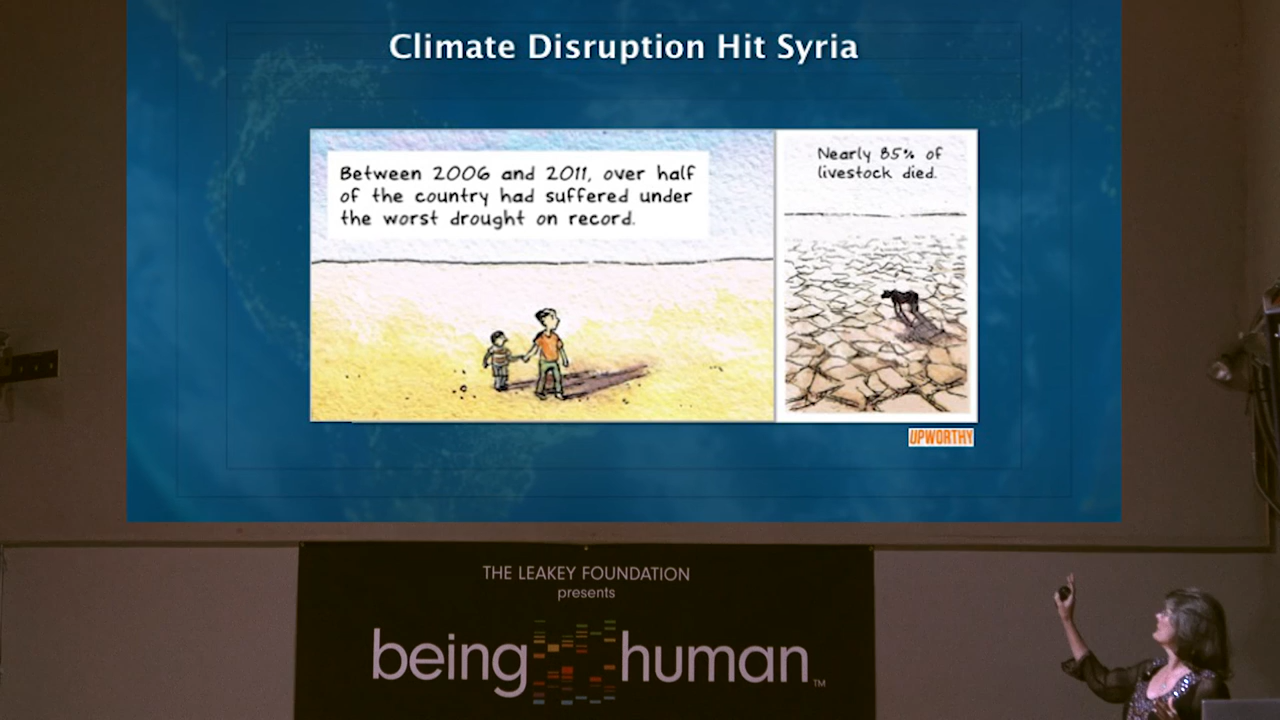 Climate Disruption Hit Syria
Between 2006 and 2011, over half
of the country had suffered under
the worst drought on record.
Nearly 85% of
livestock died.
UPWORTHY
THE LEAKEY FOUNDATION
presents
being human™